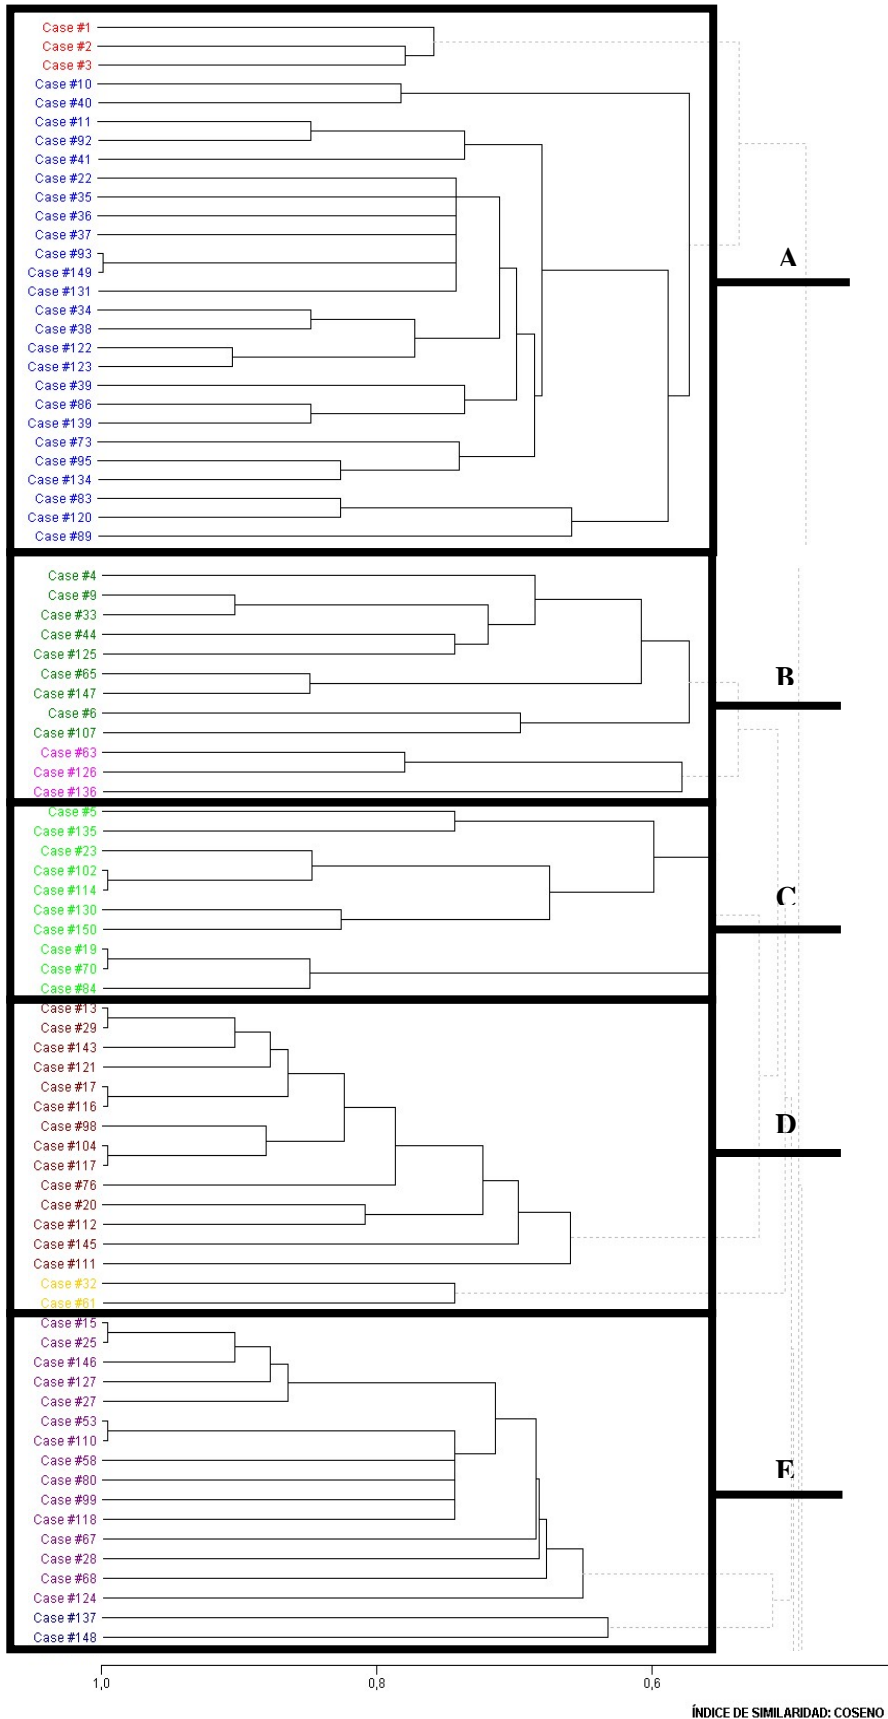 Case #1
Case #2
Case #3
Case #10
Case #40
Case #11
Case #92
Case #41
Case #22
Case #35
Case #36
Case #37
Case #93
Case #149
Case #131
Case #34
Case #38
Case #122
Case #123
Case #39
Case #86
Case #139
Case #73
Case #95
Case #134
Case #83
Case #120
Case #89
A
Case #4
Case #9
Case #33
Case #44
Case #125
Case #65
Case #147
Case #6
Case #107
Case #63
Case #126
Case #136
B
Case #5
Case #135
Case #23
Case #102
Case #114
Case #130
Case #150
Case #19
Case #70
Case #84
C
Case #13
Case #29
Case #143
Case #121
Case #17
Case #116
Case #98
Case #104
Case #117
Case #76
Case #20
Case #112
Case #145
Case #111
Case #32
Case #61
D
Case #15
Case #25
Case #146
Case #127
Case #27
Case #53
Case #110
Case #58
Case #80
Case #99
Case #118
Case #67
Case #28
Case #68
Case #124
Case #137
Case #148
E
1,0 0,8 0,6
ÍNDICE DE SIMILARIDAD: COSENO